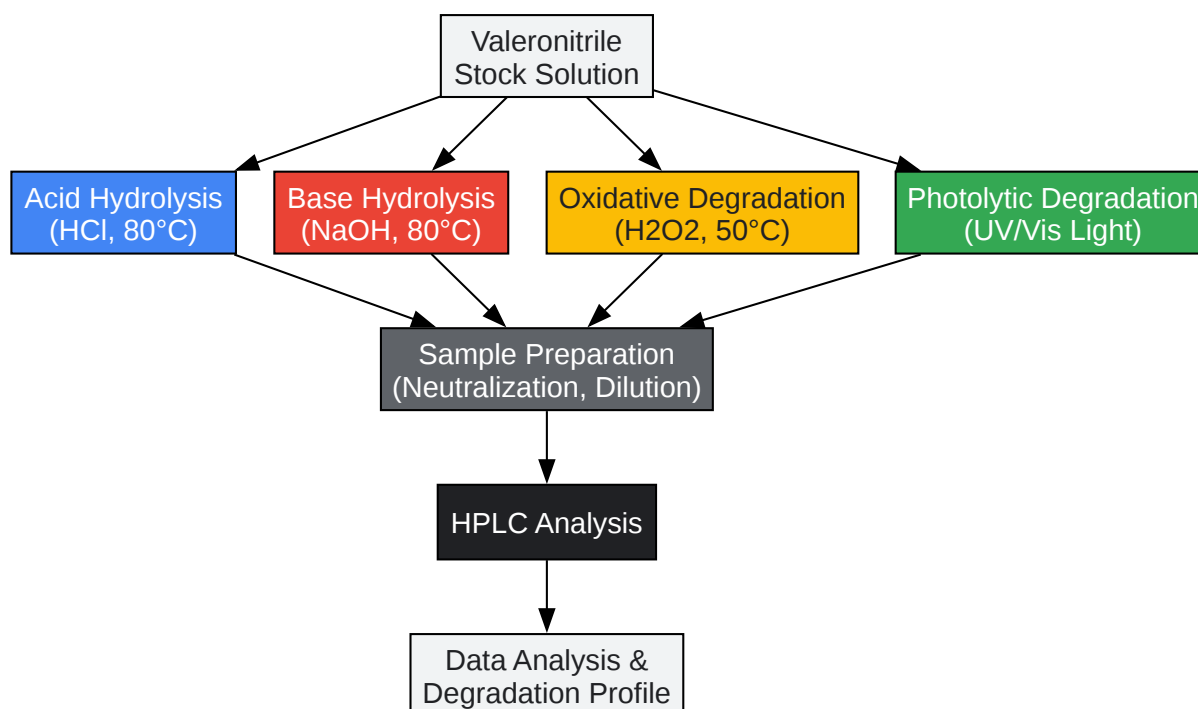 Valeronitrile
Stock Solution
Acid Hydrolysis
(HCl, 80°C)
Base Hydrolysis
(NaOH, 80°C)
Oxidative Degradation
(H2O2, 50°C)
Photolytic Degradation
(UV/Vis Light)
Sample Preparation
(Neutralization, Dilution)
HPLC Analysis
Data Analysis &
Degradation Profile